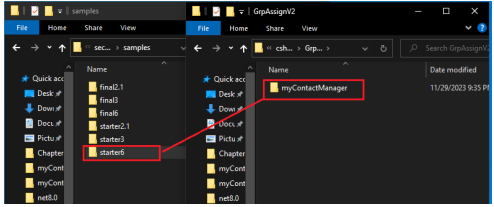 samples
File Home Share View
sec... samples
Name
Quick acc
Desk
Down
Docu
Pictu
Chapter
myCont
myCont
net8.0
final2.1
final3
final6
starter2.1
starter3
starter6
GrpAssignV2
File Home Share View
csh... Grp...
Search GrpAssignV2
Name Date modified
Quick acc
Desk
Down
Docu
Pictu
Chapter
myCont
myCont
net8.0
myContactManager 11/29/2023 9:35 PM